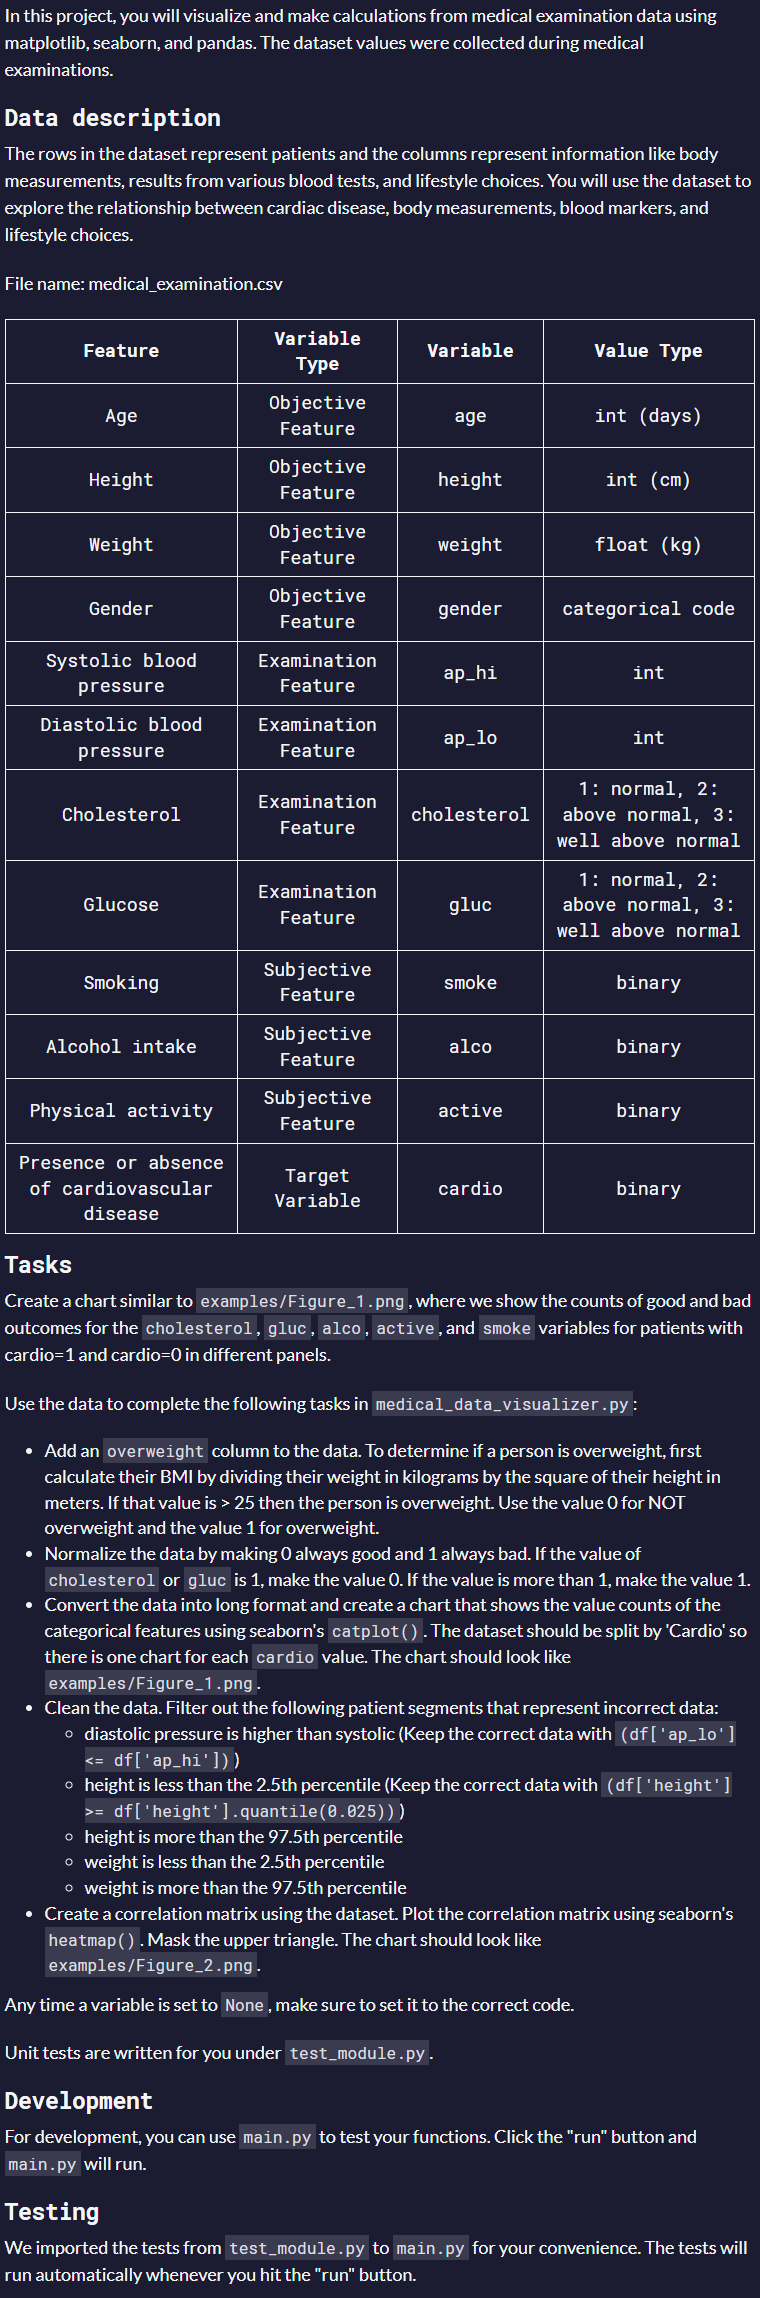 In this project, you will visualize and make calculations from medical examination data using
matplotlib, seaborn, and pandas. The dataset values were collected during medical
examinations.
Data description
The rows in the dataset represent patients and the columns represent information like body
measurements, results from various blood tests, and lifestyle choices. You will use the dataset to
explore the relationship between cardiac disease, body measurements, blood markers, and
lifestyle choices.
File name: medical_examination.csv
Feature Variable Type Variable Value Type
Age Objective Feature age int (days)
Height Objective Feature height int (cm)
Weight Objective Feature weight float (kg)
Gender Objective Feature gender categorical code
Systolic blood pressure Examination Feature ap_hi int
Diastolic blood pressure Examination Feature ap_lo int
Cholesterol Examination Feature cholesterol 1: normal, 2: above normal, 3: well above normal
Glucose Examination Feature gluc 1: normal, 2: above normal, 3: well above normal
Smoking Subjective Feature smoke binary
Alcohol intake Subjective Feature alco binary
Physical activity Subjective Feature active binary
Presence or absence of cardiovascular disease Target Variable cardio binary
Tasks
Create a chart similar to examples/Figure_1.png, where we show the counts of good and bad
outcomes for the cholesterol, gluc, alco, active, and smoke variables for patients with
cardio=1 and cardio=0 in different panels.
Use the data to complete the following tasks in medical_data_visualizer.py:
• Add an overweight column to the data. To determine if a person is overweight, first
calculate their BMI by dividing their weight in kilograms by the square of their height in
meters. If that value is > 25 then the person is overweight. Use the value 0 for NOT
overweight and the value 1 for overweight.
• Normalize the data by making 0 always good and 1 always bad. If the value of
cholesterol or gluc is 1, make the value 0. If the value is more than 1, make the value 1.
• Convert the data into long format and create a chart that shows the value counts of the
categorical features using seaborn's catplot(). The dataset should be split by 'Cardio' so
there is one chart for each cardio value. The chart should look like
examples/Figure_1.png.
• Clean the data. Filter out the following patient segments that represent incorrect data:
◦ diastolic pressure is higher than systolic (Keep the correct data with (df['ap_lo']
<= df['ap_hi']))
◦ height is less than the 2.5th percentile (Keep the correct data with (df['height']
>= df['height'].quantile(0.025)))
◦ height is more than the 97.5th percentile
◦ weight is less than the 2.5th percentile
◦ weight is more than the 97.5th percentile
• Create a correlation matrix using the dataset. Plot the correlation matrix using seaborn's
heatmap(). Mask the upper triangle. The chart should look like
examples/Figure_2.png.
Any time a variable is set to None, make sure to set it to the correct code.
Unit tests are written for you under test_module.py.
Development
For development, you can use main.py to test your functions. Click the "run" button and
main.py will run.
Testing
We imported the tests from test_module.py to main.py for your convenience. The tests will
run automatically whenever you hit the "run" button.